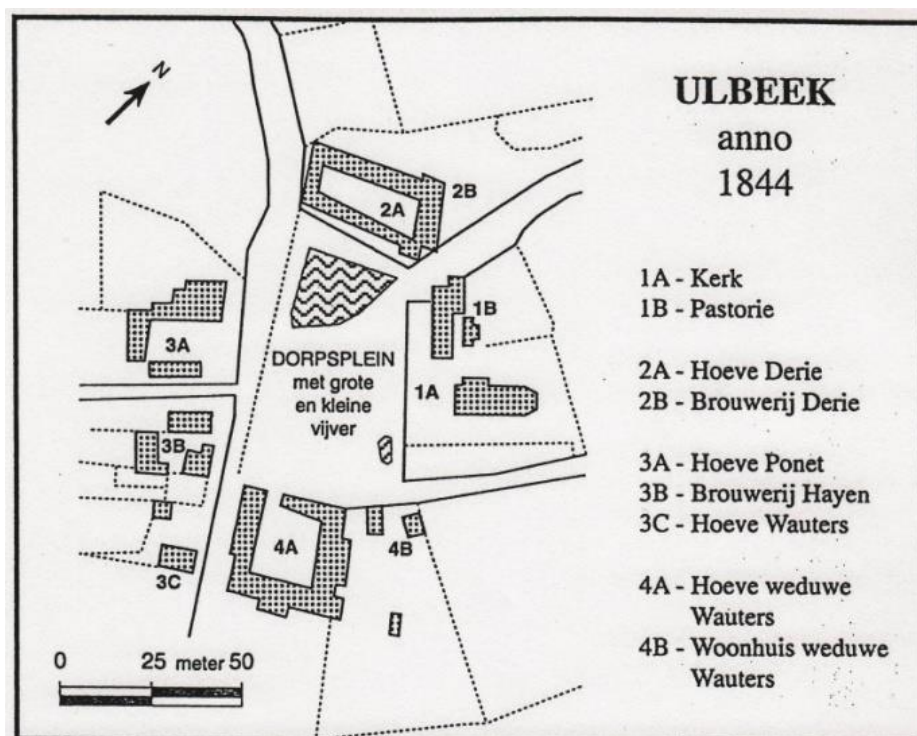 N
ULBEEK
anno
1844
2B
2A
1A - Kerk
1B - Pastorie
1B
3A
DORPSPLEIN
met grote
en kleine
vijver
1A
2A - Hoeve Derie
2B - Brouwerij Derie
3B
3A - Hoeve Ponet
3B - Brouwerij Hayen
3C - Hoeve Wauters
4A
4B
3C
4A - Hoeve weduwe
Wauters
4B - Woonhuis weduwe
Wauters
0 25 meter 50